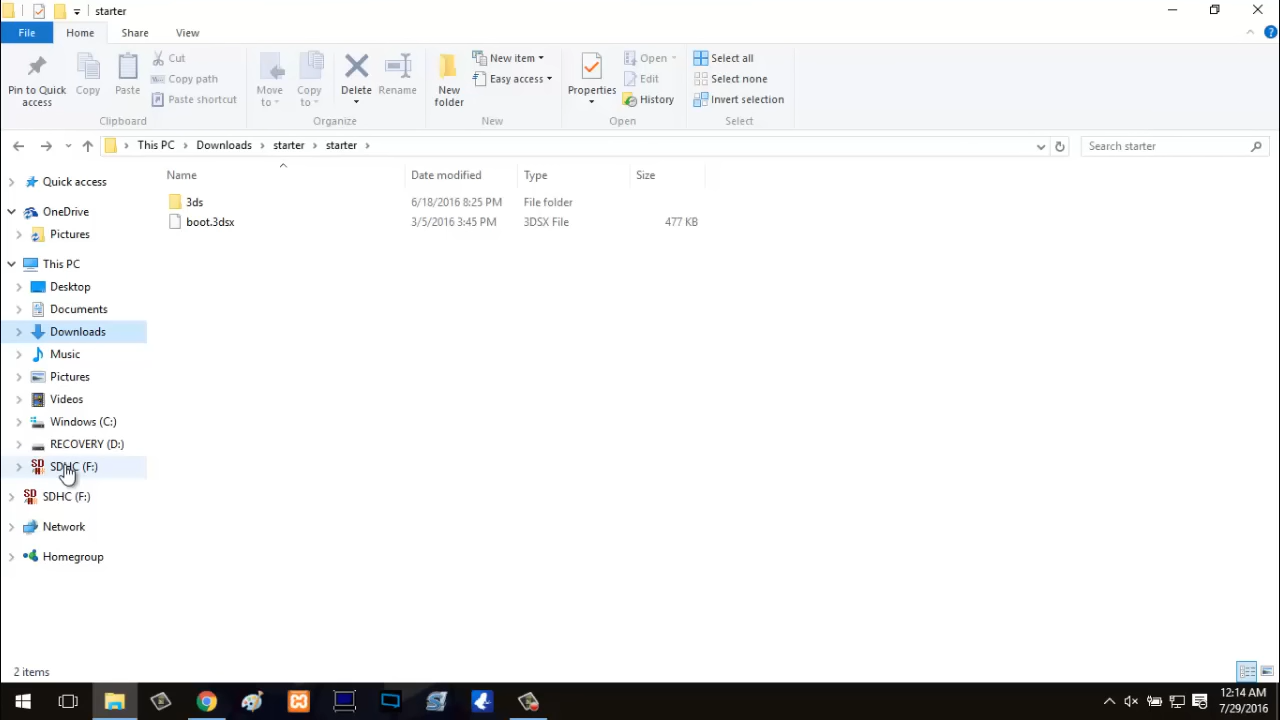 starter
File Home Share View
Pin to Quick access
Copy
Paste
Cut
Copy path
Paste shortcut
Clipboard
Move to
Copy to
Delete
Rename
Organize
New folder
New item
Easy access
New
Properties
Open
Edit
History
Open
Select all
Select none
Invert selection
Select
This PC Downloads starter starter
Search starter
Quick access
OneDrive
Pictures
This PC
Desktop
Documents
Downloads
Music
Pictures
Videos
Windows (C:)
RECOVERY (D:)
SDHC (F:)
SDHC (F:)
Network
Homegroup
Name Date modified Type Size
3ds 6/18/2016 8:25 PM File folder
boot.3dsx 3/5/2016 3:45 PM 3DSX File 477 KB
2 items
12:14 AM
7/29/2016